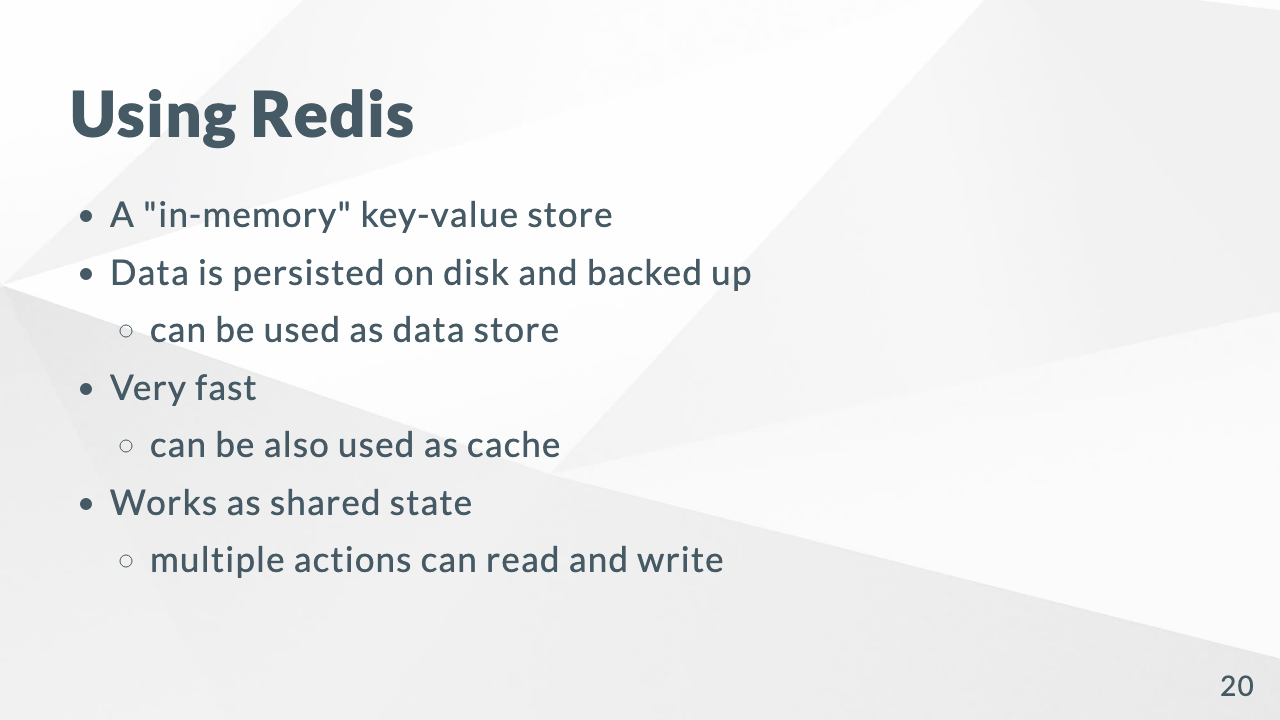 Using Redis
A "in-memory" key-value store
Data is persisted on disk and backed up
can be used as data store
Very fast
can be also used as cache
Works as shared state
multiple actions can read and write
20